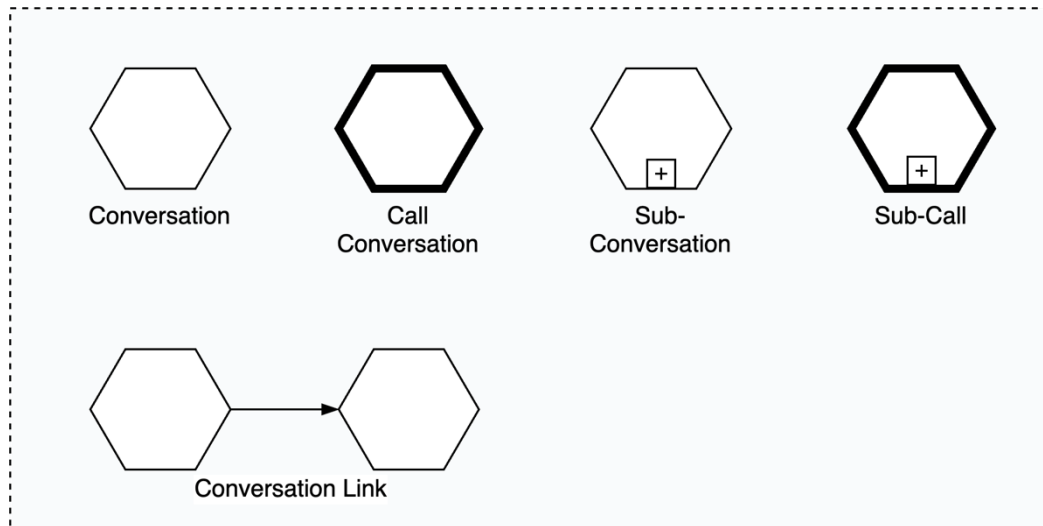 Conversation
Call
Conversation
Sub-
Conversation
Sub-Call
Conversation Link